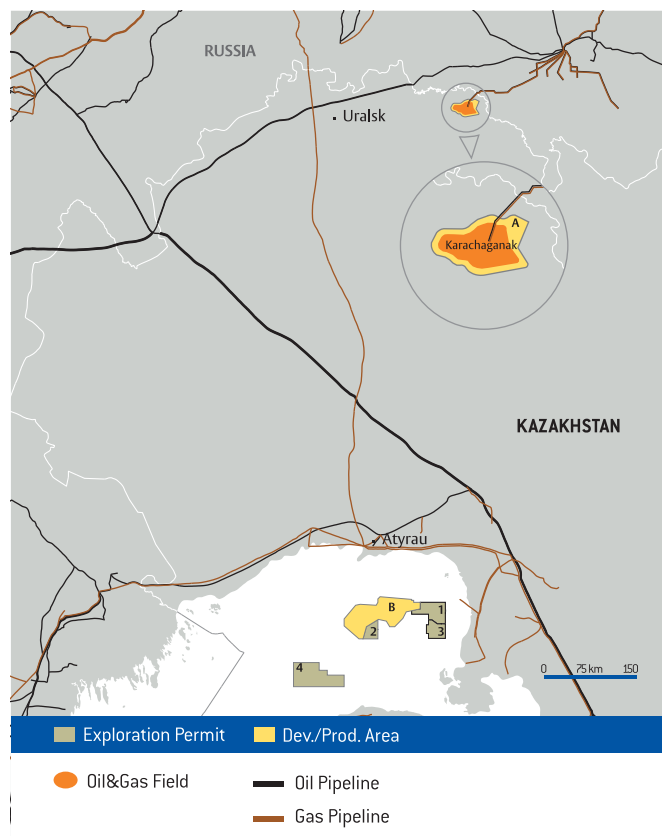 RUSSIA
Uralsk
A
Karachaganak
KAZAKHSTAN
Atyrau
B
1
2
3
4
0 75 km 150
Exploration Permit
Dev./Prod. Area
Oil&Gas Field
Oil Pipeline
Gas Pipeline